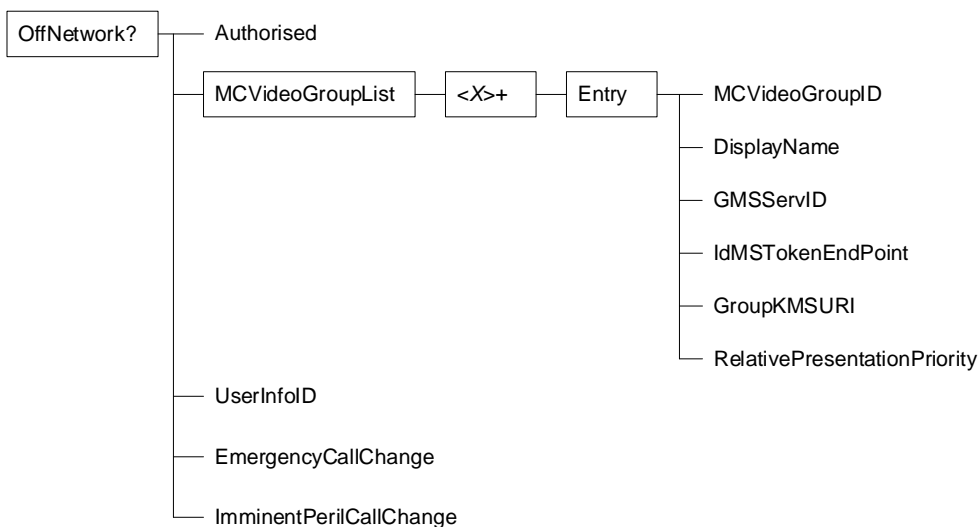 OffNetwork?
Authorised
MCVideoGroupList
<X>+
Entry
MCVideoGroupID
DisplayName
GMSServID
IdMSTokenEndPoint
GroupKMSURI
RelativePresentationPriority
UserInfoID
EmergencyCallChange
ImminentPerilCallChange